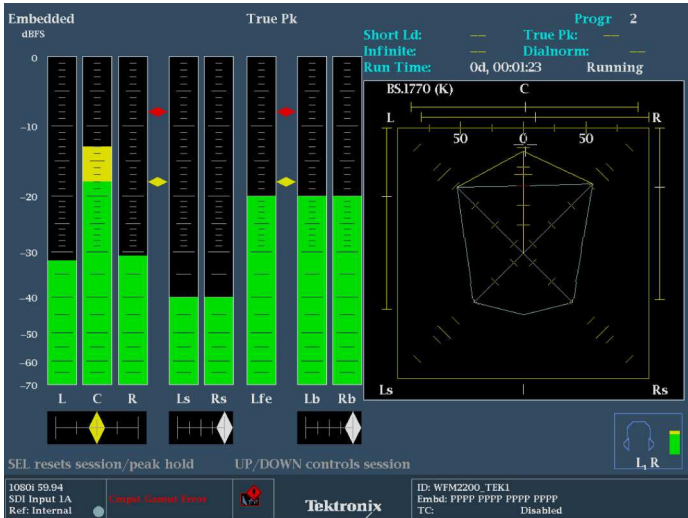 Embedded
dBFS
True Pk
Progr 2
Short Ld: --
True Pk: --
Infinite: --
Dialnorm: --
Run Time: 0d, 00:01:23 Running
0
-10
-20
-30
-40
-50
-60
-70
L C R Ls Rs Lfe Lb Rb
BS.1770 (K)
C
L
R
50 0 50
Ls
Rs
SEL resets session/peak hold UP/DOWN controls session
L, R
1080i 59.94
SDI Input 1A
Ref: Internal
Cmpst Gamut Error
Tektronix
ID: WFM2200_TEK1
Embd: PPPP PPPP PPPP PPPP
TC: Disabled